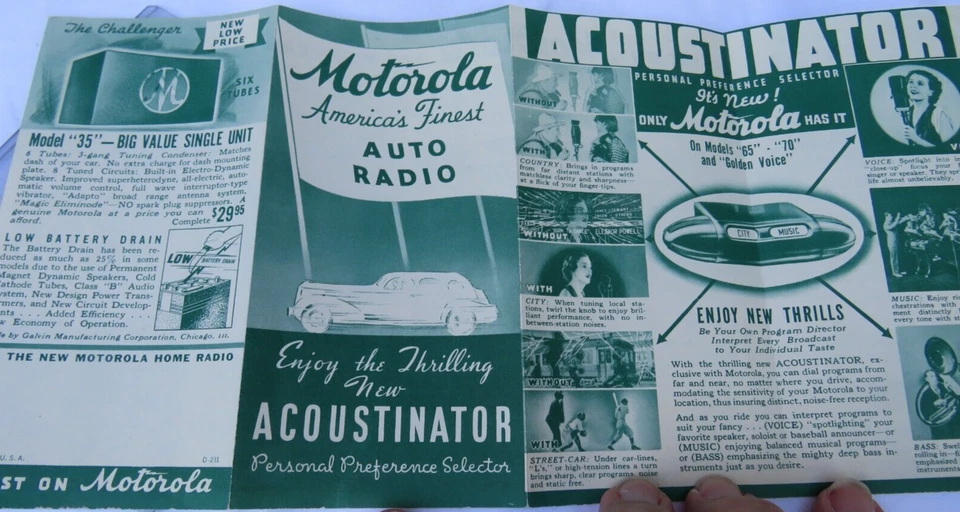 The Challenger
NEW
LOW
PRICE
SIX
TUBES
M
Model "35"—BIG VALUE SINGLE UNIT
6 Tubes: 3-gang Tuning Condenser: Matches
dash of your car. No extra charge for dash mounting
plate. 8 Tuned Circuits: Built-in Electro-Dynamic
Speaker. Improved superheterodyne, all-electric, auto-
matic volume control, full wave interruptor-type
vibrator, "Adapto" broad range antenna system.
"Magic Eliminode"—NO spark plug suppressors. A
genuine Motorola at a price you can
afford. Complete $29.95
LOW BATTERY DRAIN
The Battery Drain has been re-
duced as much as 25% in some
models due to the use of Permanent
Magnet Dynamic Speakers, Cold
Cathode Tubes, Class "B" Audio
System, New Design Power Trans-
rmers, and New Circuit Develop-
nts . . . Added Efficiency . . .
w Economy of Operation.
LOW BATTERY DRAIN
le by Galvin Manufacturing Corporation, Chicago, Ill.
THE NEW MOTOROLA HOME RADIO
U. S. A. D-211
ST ON Motorola
Motorola
America's Finest
AUTO
RADIO
Enjoy the Thrilling
New
ACOUSTINATOR
Personal Preference Selector
ACOUSTINATOR
PERSONAL PREFERENCE SELECTOR
It's New!
ONLY Motorola HAS IT
On Models "65" - "70"
and "Golden Voice"
WITHOUT
WITH
COUNTRY: Brings in programs
from far distant stations with
matchless clarity and sharpness—
at a flick of your finger-tips.
WITHOUT
ELEANOR POWELL
WITH
CITY: When tuning local sta-
tions, twirl the knob to enjoy bril-
liant performance, with no in-
between-station noises.
WITHOUT
WITH
STREET-CAR: Under car-lines,
"L's," or high-tension lines a turn
brings sharp, clear programs, noise
and static free.
CITY MUSIC
ENJOY NEW THRILLS
Be Your Own Program Director
Interpret Every Broadcast
to Your Individual Taste
With the thrilling new ACOUSTINATOR, ex-
clusive with Motorola, you can dial programs from
far and near, no matter where you drive, accom-
modating the sensitivity of your Motorola to your
location, thus insuring distinct, noise-free reception.
And as you ride you can interpret programs to
suit your fancy . . . (VOICE) "spotlighting" your
favorite speaker, soloist or baseball announcer—or
(MUSIC) enjoying balanced musical programs—
or (BASS) emphasizing the mighty deep bass in-
struments just as you desire.
VOICE: Spotlight into
"close-up" focus your
singer or speaker. They spr
life almost unbelievably.
MUSIC: Enjoy ri
chestrations with
ment distinctly
every tone with
BASS: Swel
rolling in—
emphasized
instruments